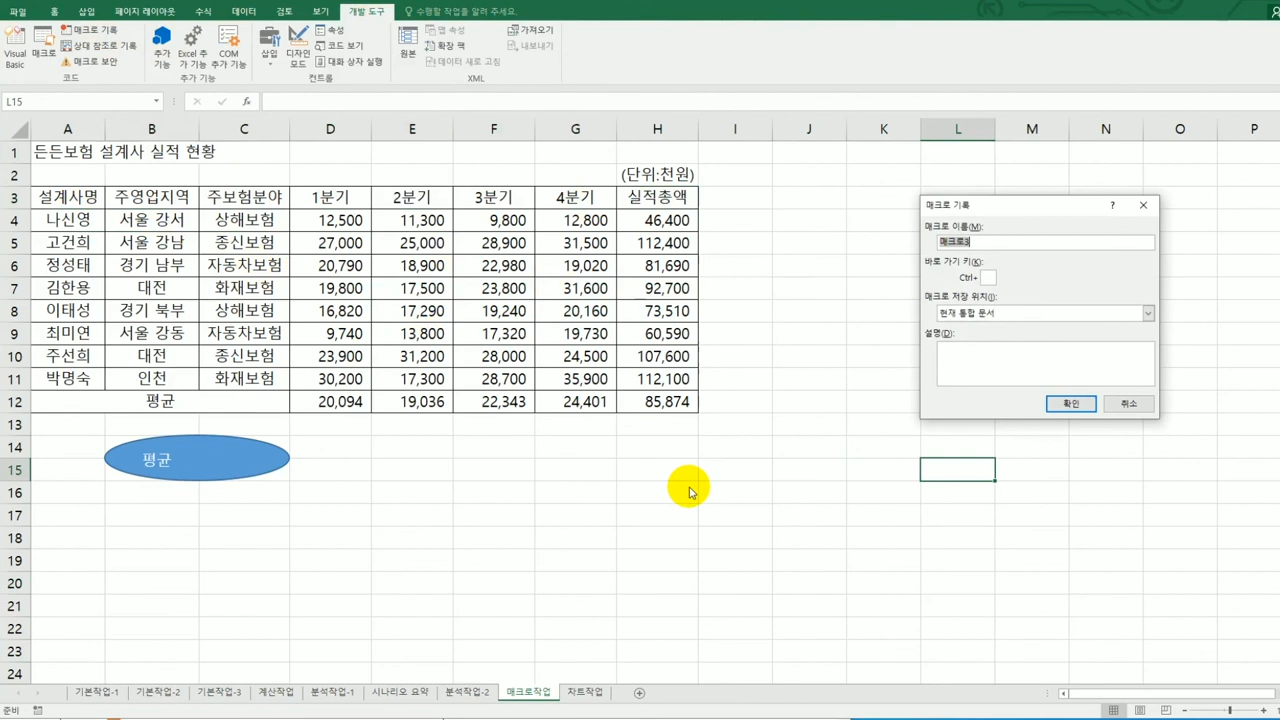 파일 홈 삽입 페이지 레이아웃 수식 데이터 검토 보기 개발 도구 수행할 작업을 알려 주세요.
Visual Basic 매크로 매크로 기록 상대 참조로 기록 매크로 보안 추가 기능 Excel 추가 기능 COM 추가 기능 삽입 디자인 모드 속성 코드 보기 대화 상자 실행 원본 맵 속성 확장 팩 데이터 새로 고침 가져오기 내보내기
코드 추가 기능 컨트롤 XML
L15 fx
A B C D E F G H I J K L M N O P
1 든든보험 설계사 실적 현황
2 (단위:천원)
3 설계사명 주영업지역 주보험분야 1분기 2분기 3분기 4분기 실적총액
4 나신영 서울 강서 상해보험 12,500 11,300 9,800 12,800 46,400
5 고건희 서울 강남 종신보험 27,000 25,000 28,900 31,500 112,400
6 정성태 경기 남부 자동차보험 20,790 18,900 22,980 19,020 81,690
7 김한용 대전 화재보험 19,800 17,500 23,800 31,600 92,700
8 이태성 경기 북부 상해보험 16,820 17,290 19,240 20,160 73,510
9 최미연 서울 강동 자동차보험 9,740 13,800 17,320 19,730 60,590
10 주선희 대전 종신보험 23,900 31,200 28,000 24,500 107,600
11 박명숙 인천 화재보험 30,200 17,300 28,700 35,900 112,100
12 평균 20,094 19,036 22,343 24,401 85,874
13
14
평균
15
16
17
18
19
20
21
22
23
24
매크로 기록 ?
매크로 이름(M):
매크로3
바로 가기 키(K):
Ctrl+
매크로 저장 위치(I):
현재 통합 문서
설명(D):
확인 취소
기본작업-1 기본작업-2 기본작업-3 계산작업 분석작업-1 시나리오 요약 분석작업-2 매크로작업 차트작업
준비